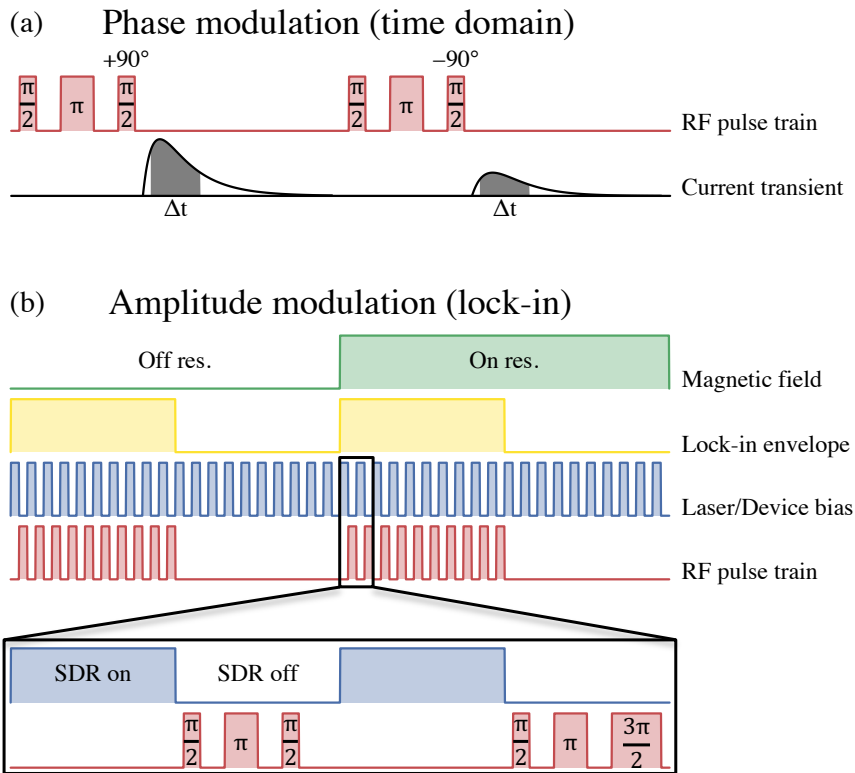 (a) Phase modulation (time domain)
+90° −90°
π/2 π π/2 π/2 π π/2
RF pulse train
Current transient
Δt Δt
(b) Amplitude modulation (lock-in)
Off res. On res.
Magnetic field
Lock-in envelope
Laser/Device bias
RF pulse train
SDR on SDR off
π/2 π π/2 π/2 π 3π/2